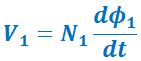 V₁ = N₁ dϕ₁/dt